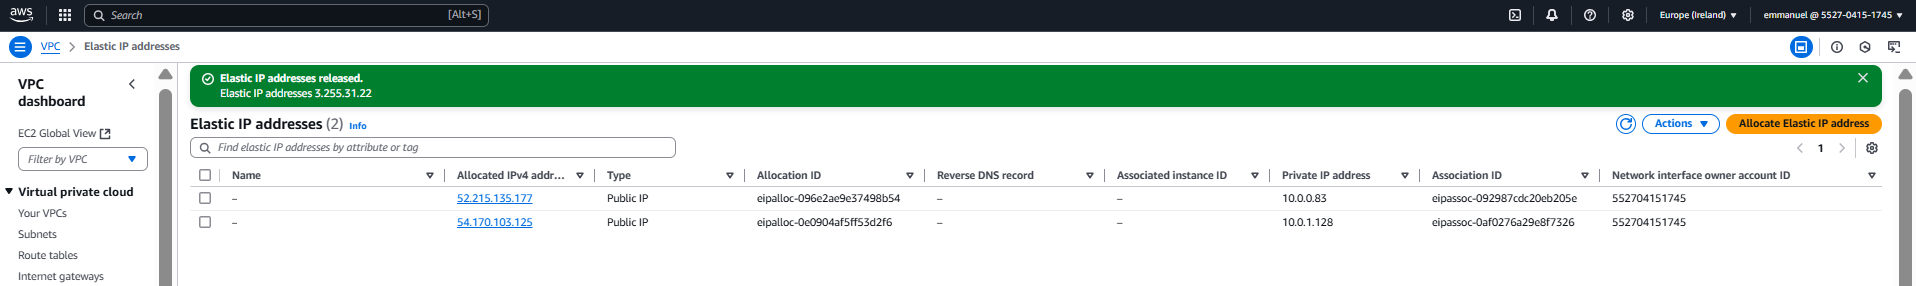 aws Search [Alt+S] Europe (Ireland) emmanuel @ 5527-0415-1745
VPC Elastic IP addresses
VPC
dashboard
EC2 Global View
Filter by VPC
Virtual private cloud
Your VPCs
Subnets
Route tables
Internet gateways
Elastic IP addresses released.
Elastic IP addresses 3.255.31.22
Elastic IP addresses (2) Info Actions Allocate Elastic IP address
Find elastic IP addresses by attribute or tag 1
Name Allocated IPv4 addr... Type Allocation ID Reverse DNS record Associated instance ID Private IP address Association ID Network interface owner account ID
– 52.215.135.177 Public IP eipalloc-096e2ae9e37498b54 – – 10.0.0.83 eipassoc-092987cdc20eb205e 552704151745
– 54.170.103.125 Public IP eipalloc-0e0904af5ff53d2f6 – – 10.0.1.128 eipassoc-0af0276a29e8f7326 552704151745